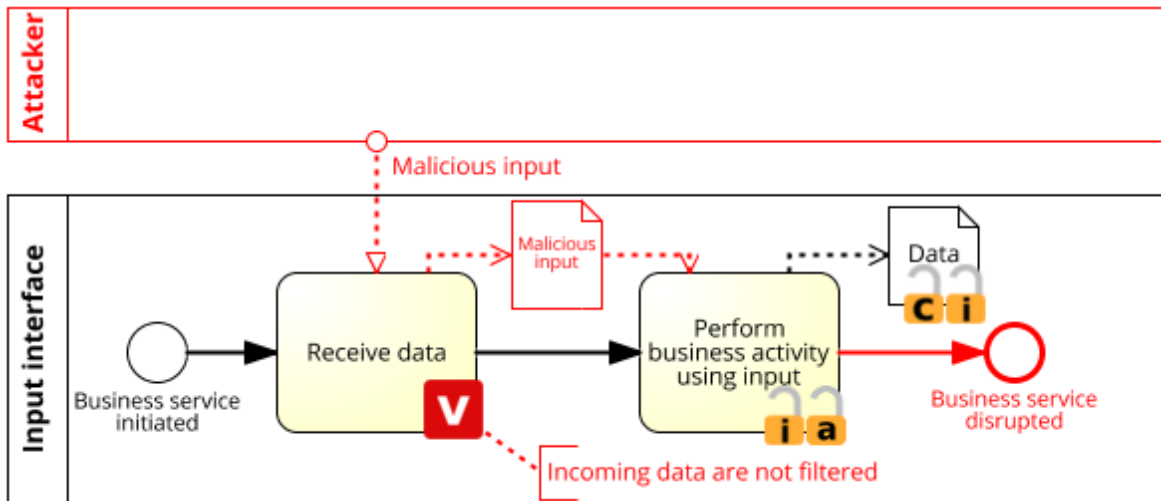 Attacker
Malicious input
Input interface
Malicious
input
Data
c i
Receive data
Perform
business activity
using input
Business service
initiated
V
i a
Business service
disrupted
Incoming data are not filtered